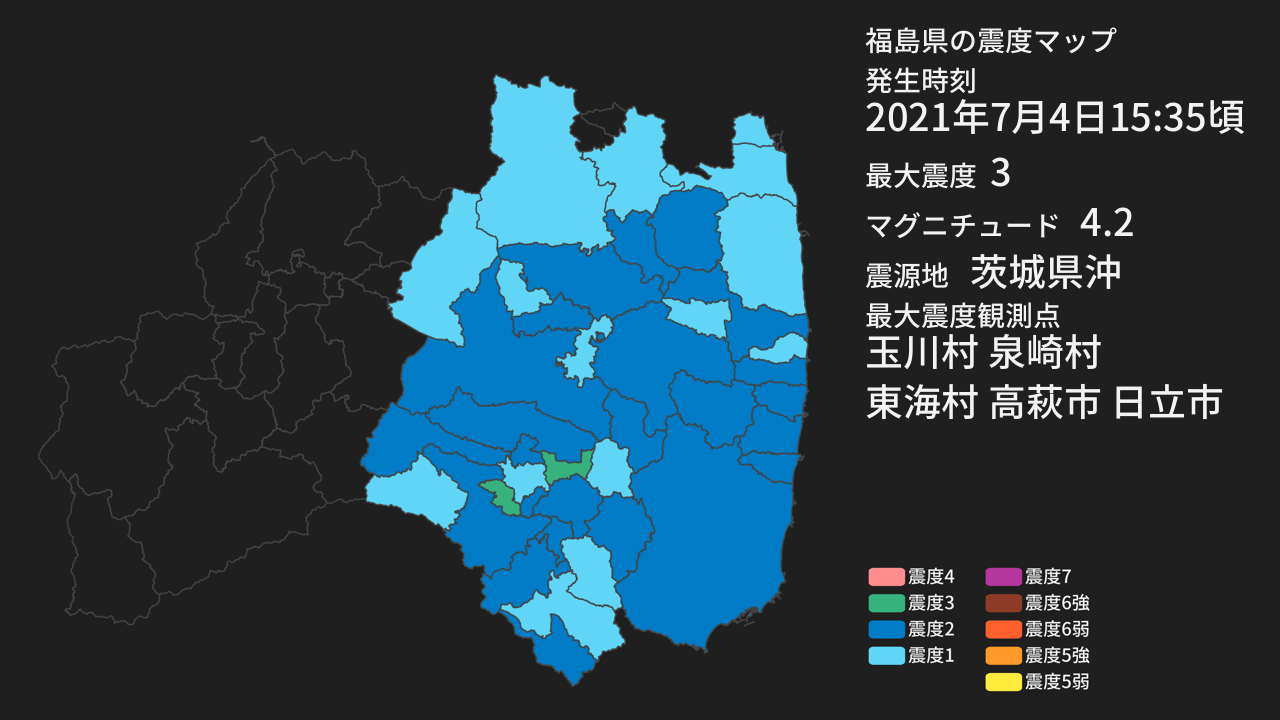 福島県の震度マップ
発生時刻
2021年7月4日15:35頃
最大震度 3
マグニチュード 4.2
震源地 茨城県沖
最大震度観測点
玉川村 泉崎村
東海村 高萩市 日立市
震度4 震度7
震度3 震度6強
震度2 震度6弱
震度1 震度5強
震度5弱